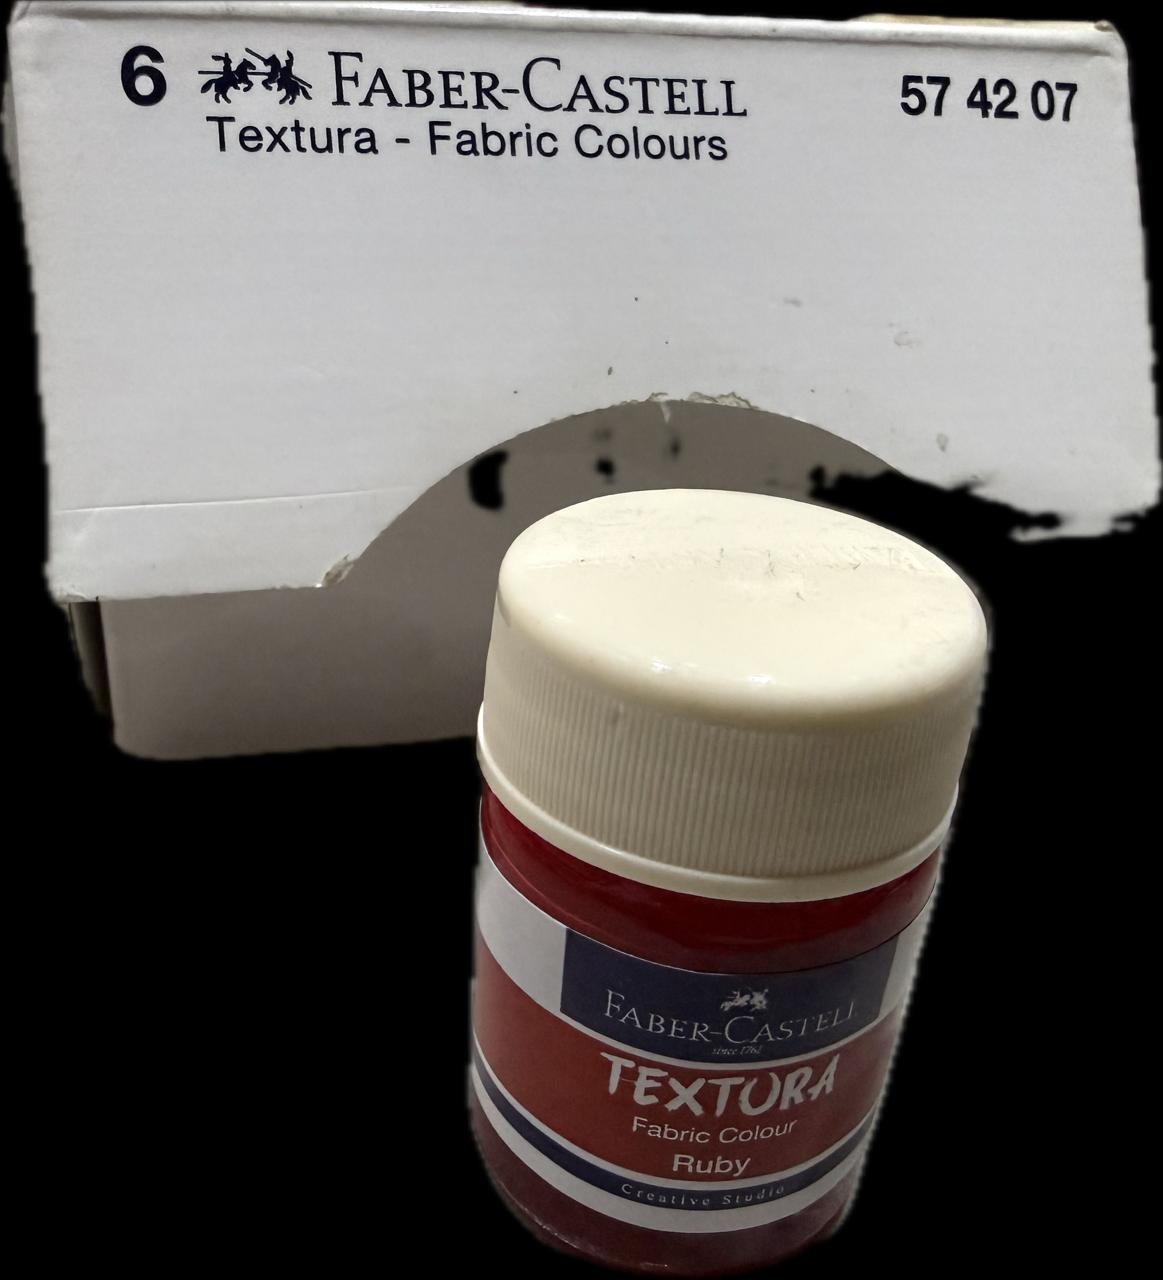 6 FABER-CASTELL 57 42 07
Textura - Fabric Colours
FABER-CASTELL
since 1761
TEXTURA
Fabric Colour
Ruby
Creative Studio